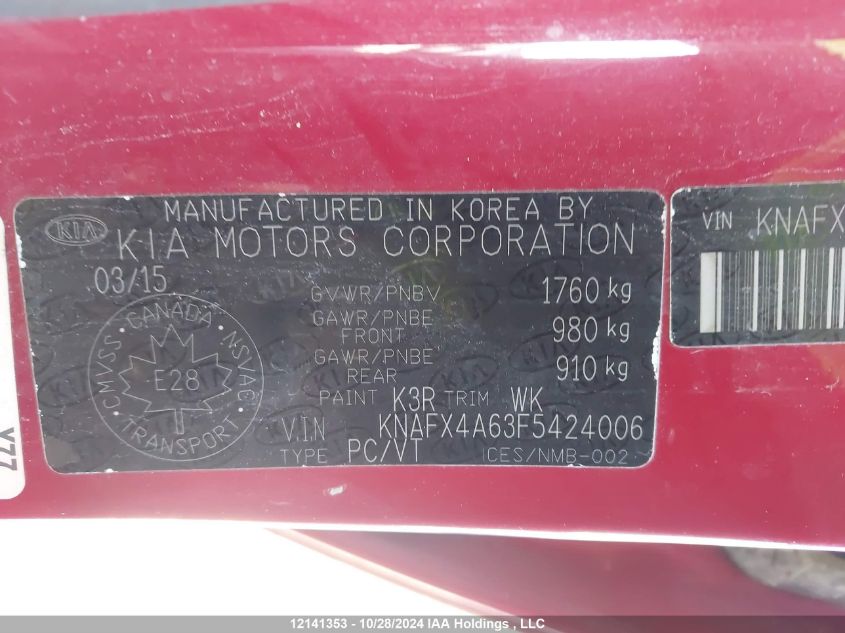 MANUFACTURED IN KOREA BY
KIA KIA MOTORS CORPORATION
03/15
GVWR/PNBV 1760 kg
GAWR/PNBE FRONT 980 kg
GAWR/PNBE REAR 910 kg
PAINT K3R TRIM WK
V.I.N KNAFX4A63F5424006
TYPE PC/VT ICES/NMB-002
CANADA
CMVSS NSVAC
E28
TRANSPORT
VIN KNAFX
X77
12141353 - 10/28/2024 IAA Holdings , LLC